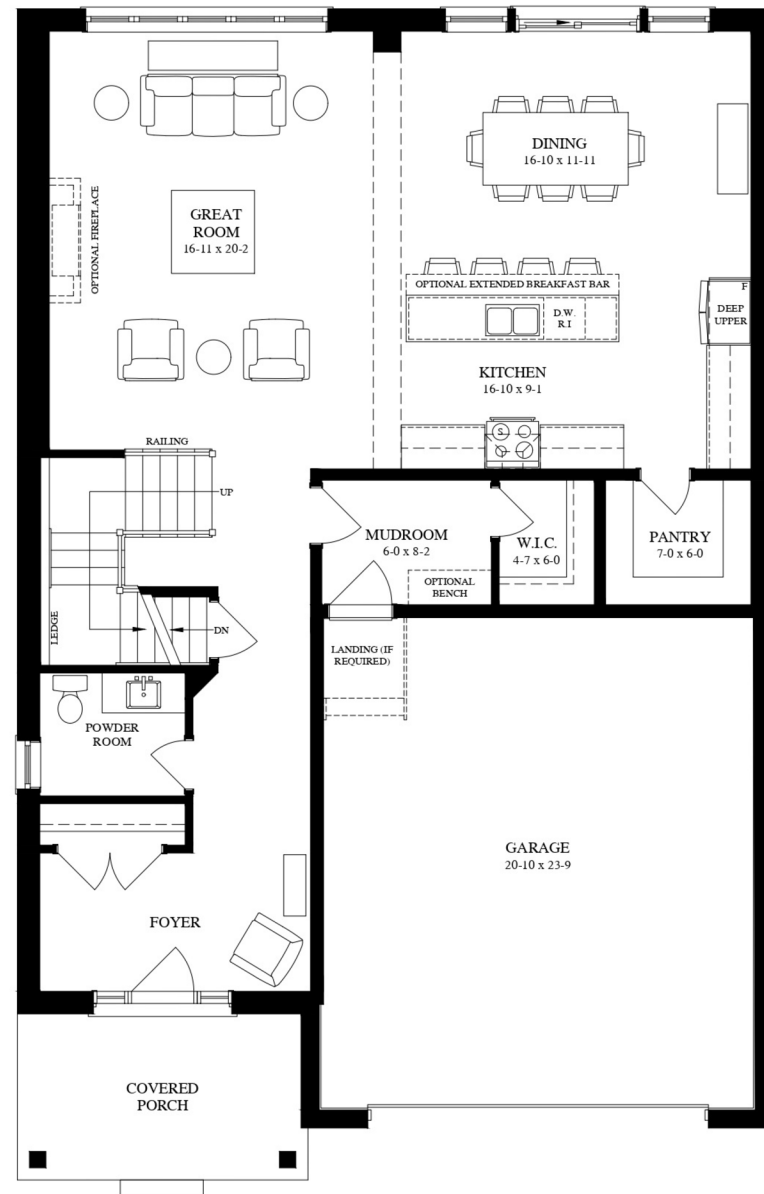 DINING
16-10 x 11-11
GREAT
ROOM
16-11 x 20-2
OPTIONAL FIREPLACE
OPTIONAL EXTENDED BREAKFAST BAR
F
DEEP
UPPER
D.W.
R.I
KITCHEN
16-10 x 9-1
S
RAILING
UP
MUDROOM
6-0 x 8-2
W.I.C.
4-7 x 6-0
PANTRY
7-0 x 6-0
OPTIONAL
BENCH
LEDGE
DN
LANDING (IF
REQUIRED)
POWDER
ROOM
GARAGE
20-10 x 23-9
FOYER
COVERED
PORCH